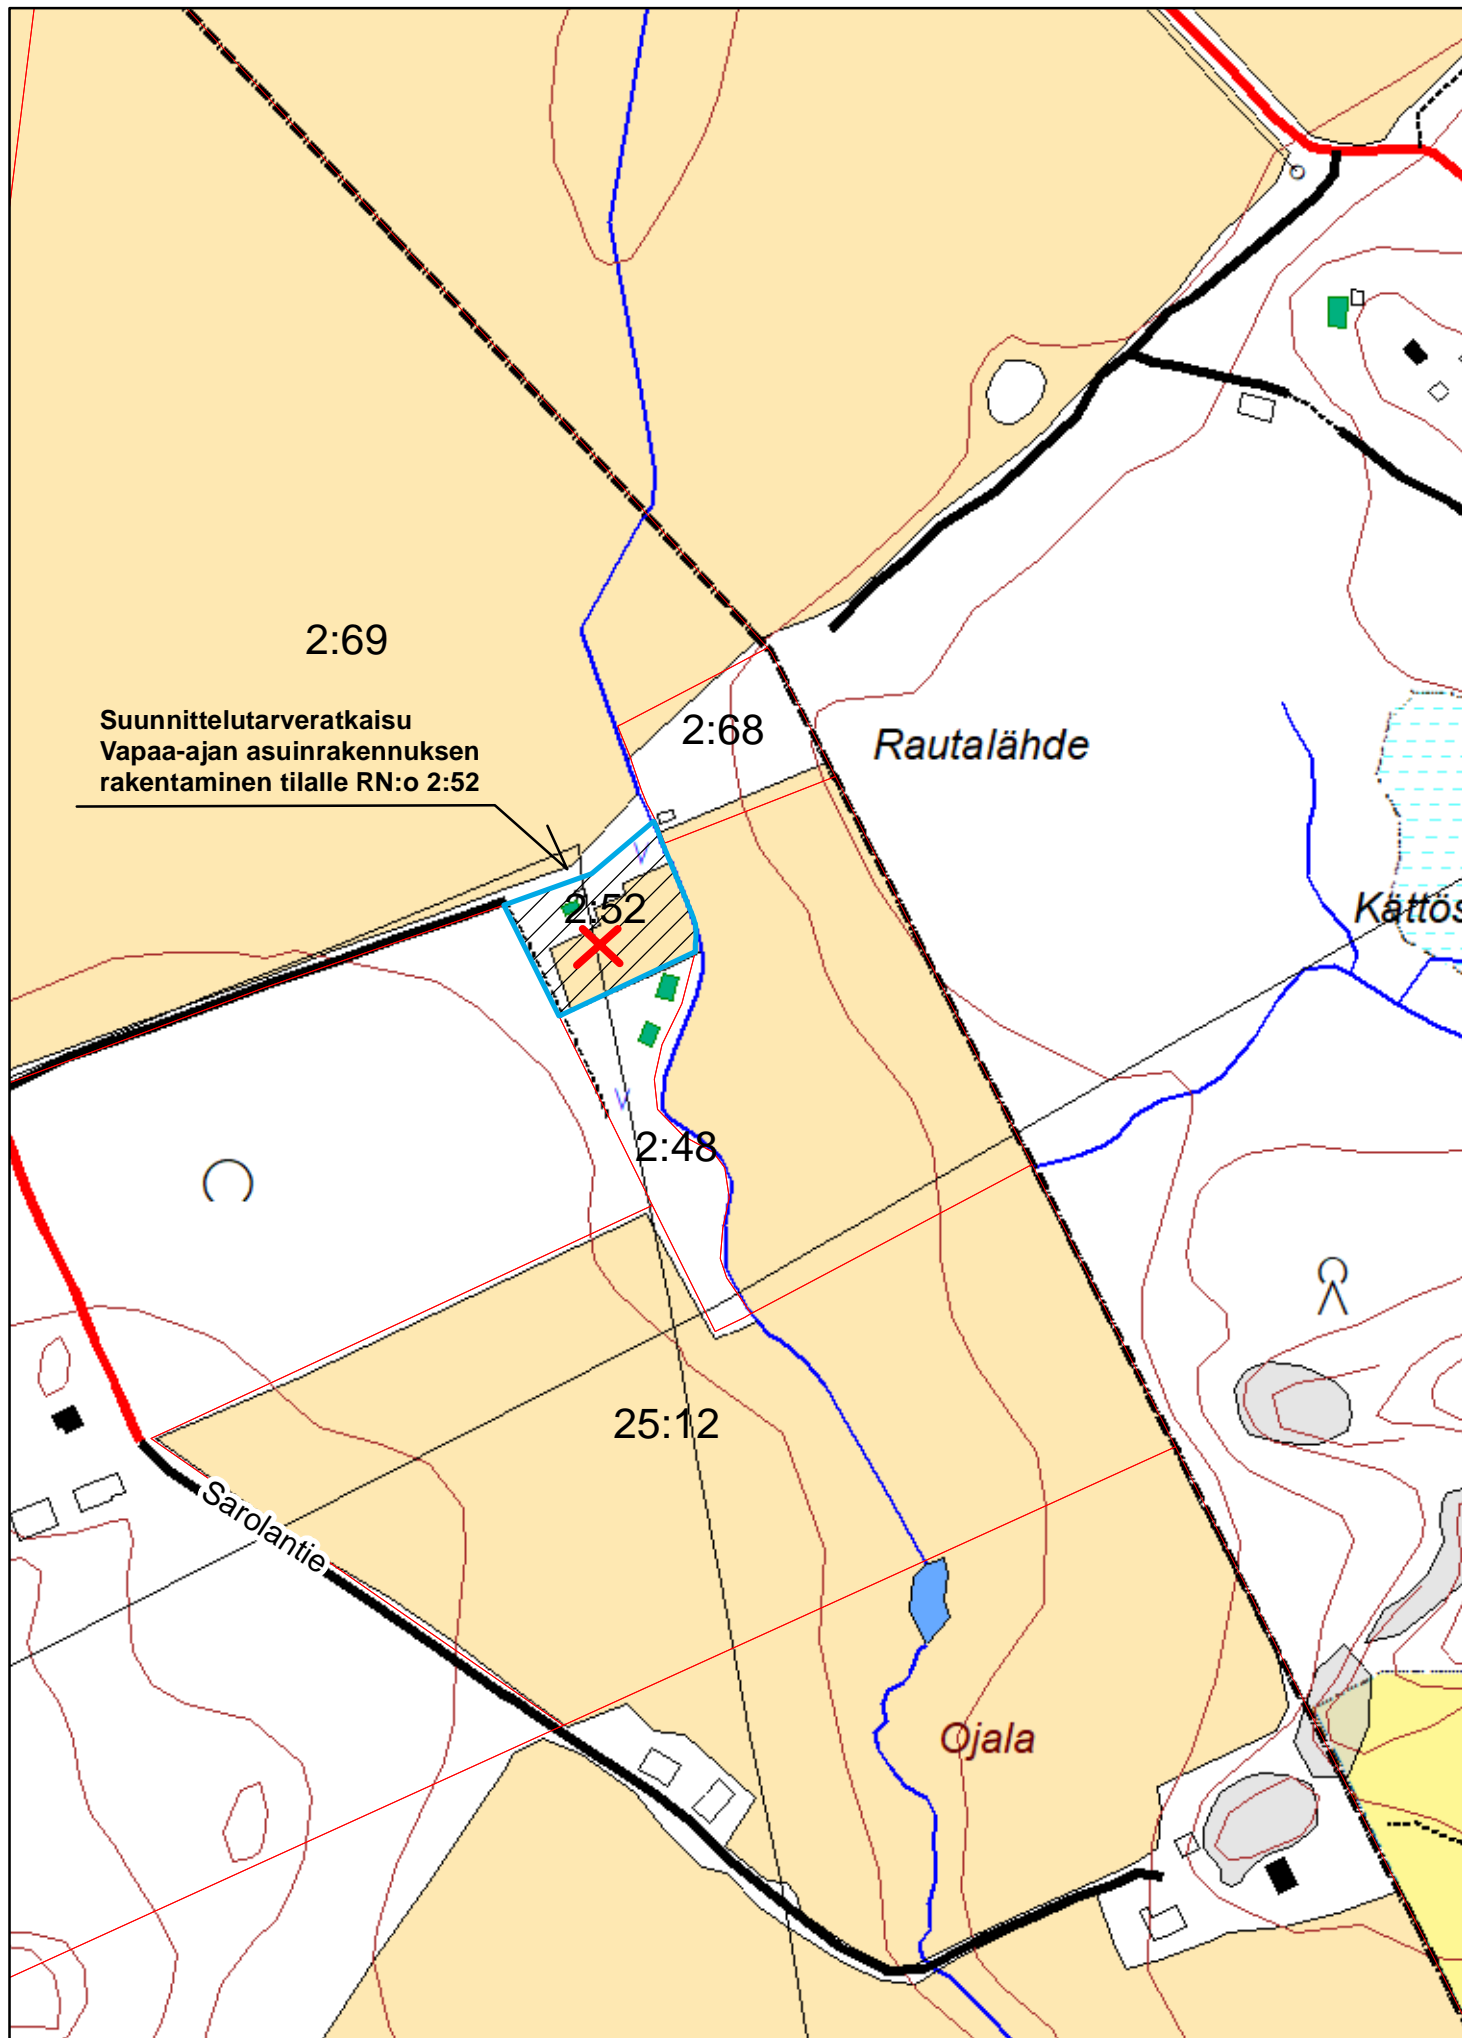 2:69
Suunnittelutarveratkaisu
Vapaa-ajan asuinrakennuksen
rakentaminen tilalle RN:o 2:52
2:68
Rautalähde
2:52
Kättös
2:48
25:12
Sarolantie
Ojala